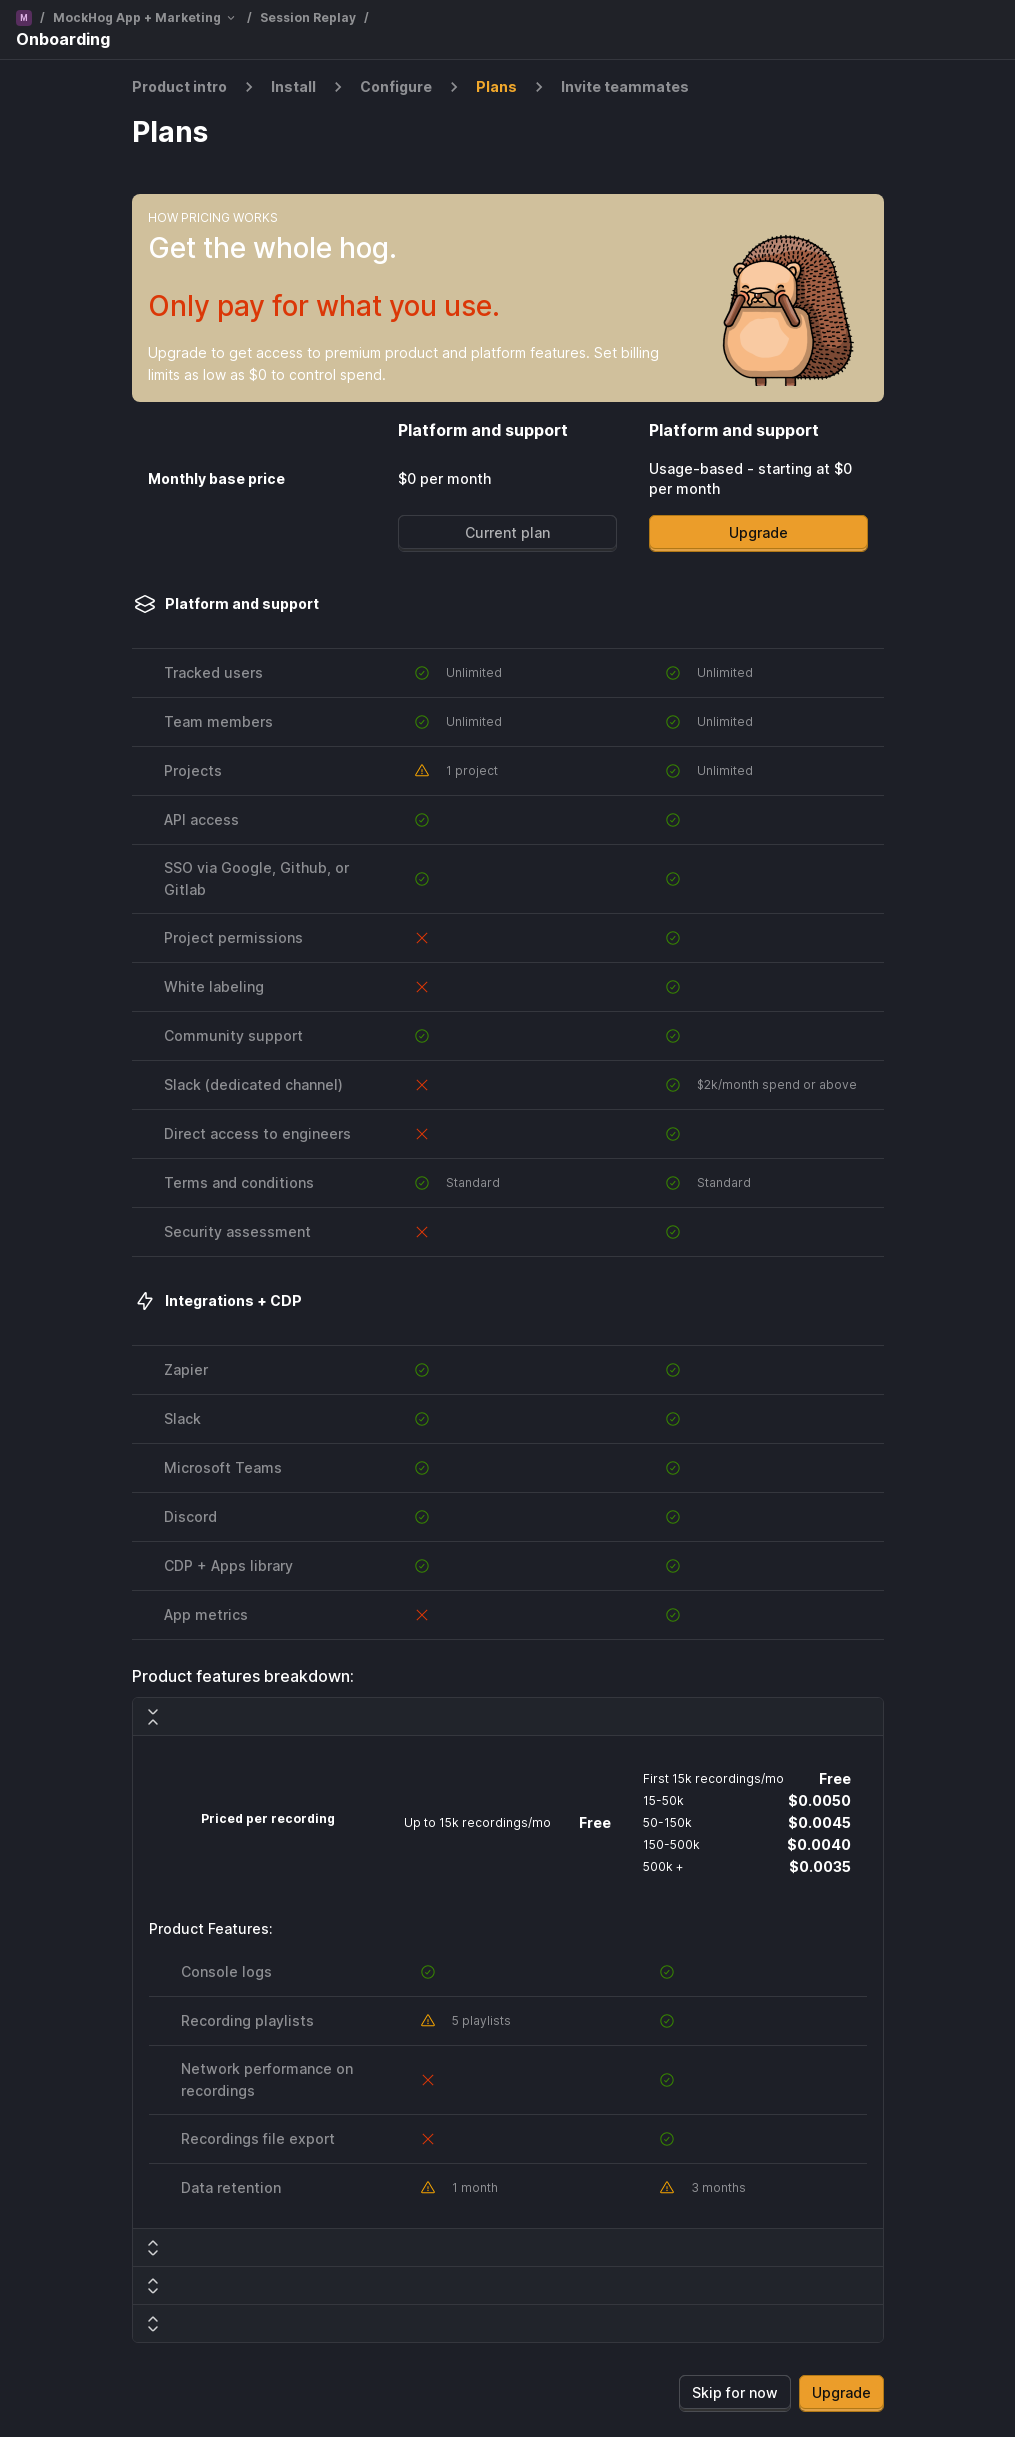 M / MockHog App + Marketing / Session Replay /
Onboarding
Product intro > Install > Configure > Plans > Invite teammates
Plans
HOW PRICING WORKS
Get the whole hog.
Only pay for what you use.
Upgrade to get access to premium product and platform features. Set billing
limits as low as $0 to control spend.
Platform and support Platform and support
Monthly base price $0 per month Usage-based - starting at $0
per month
Current plan Upgrade
Platform and support
Tracked users Unlimited Unlimited
Team members Unlimited Unlimited
Projects 1 project Unlimited
API access
SSO via Google, Github, or
Gitlab
Project permissions
White labeling
Community support
Slack (dedicated channel) $2k/month spend or above
Direct access to engineers
Terms and conditions Standard Standard
Security assessment
Integrations + CDP
Zapier
Slack
Microsoft Teams
Discord
CDP + Apps library
App metrics
Product features breakdown:
Priced per recording
Up to 15k recordings/mo Free
First 15k recordings/mo Free
15-50k $0.0050
50-150k $0.0045
150-500k $0.0040
500k + $0.0035
Product Features:
Console logs
Recording playlists 5 playlists
Network performance on
recordings
Recordings file export
Data retention 1 month 3 months
Skip for now Upgrade